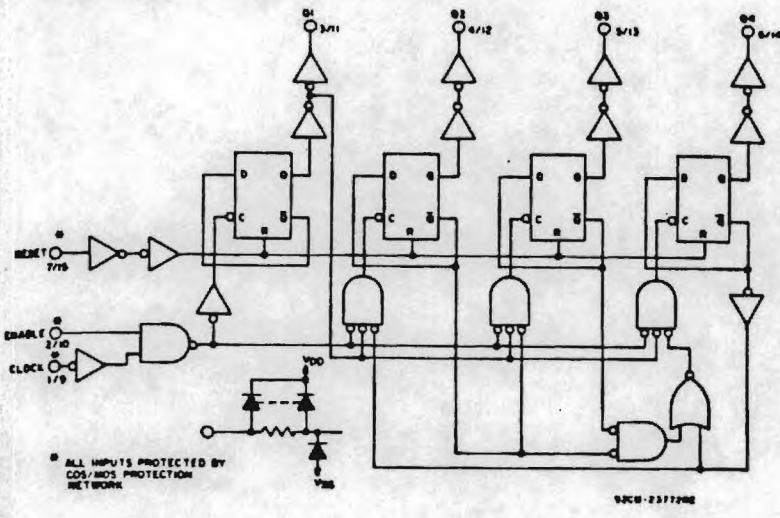 Q1
3/11
Q2
4/12
Q3
5/13
Q4
6/14
D Q
C Q
R
D Q
C Q
R
D Q
C Q
R
D Q
C Q
R
*
RESET
7/15
*
ENABLE
2/10
*
CLOCK
1/9
VDD
VSS
* ALL INPUTS PROTECTED BY
COS/MOS PROTECTION
NETWORK